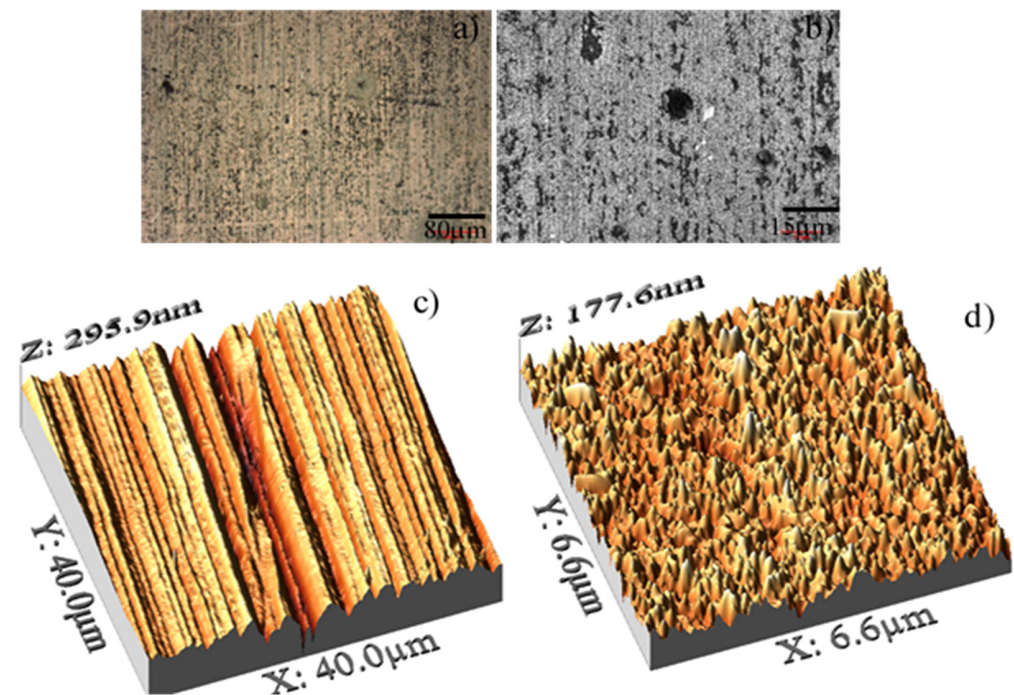 a)
b)
80µm
15µm
c)
Z: 295.9nm
Y: 40.0µm
X: 40.0µm
d)
Z: 177.6nm
Y: 6.6µm
X: 6.6µm